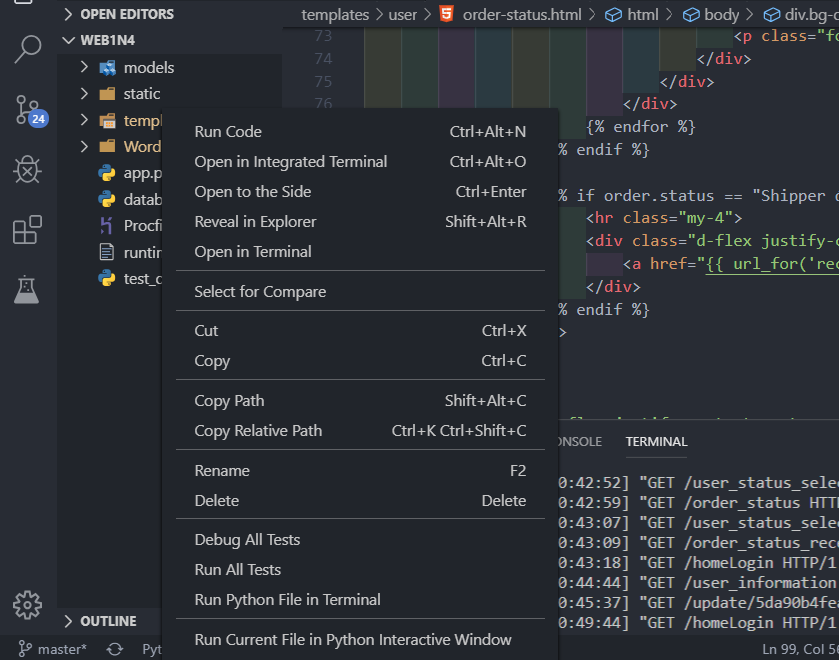 OPEN EDITORS
WEB1N4
models
static
templ
Word
app.p
datab
Procfi
runtin
test_c
24
OUTLINE
master*
Pyt
templates > user > order-status.html > html > body > div.bg-c
73 <p class="fo
74 </div>
75 </div>
76 </div>
{% endfor %}
% endif %}
% if order.status == "Shipper
<hr class="my-4">
<div class="d-flex justify-c
<a href="{{ url_for('rec
</div>
% endif %}
>
Run Code Ctrl+Alt+N
Open in Integrated Terminal Ctrl+Alt+O
Open to the Side Ctrl+Enter
Reveal in Explorer Shift+Alt+R
Open in Terminal
Select for Compare
Cut Ctrl+X
Copy Ctrl+C
Copy Path Shift+Alt+C
Copy Relative Path Ctrl+K Ctrl+Shift+C
Rename F2
Delete Delete
Debug All Tests
Run All Tests
Run Python File in Terminal
Run Current File in Python Interactive Window
ONSOLE TERMINAL
0:42:52] "GET /user_status_sele
0:42:59] "GET /order_status HTT
0:43:07] "GET /user_status_sele
0:43:09] "GET /order_status_rec
0:43:18] "GET /homeLogin HTTP/1
0:44:44] "GET /user_information
0:45:37] "GET /update/5da90b4fe
0:49:44] "GET /homeLogin HTTP/1
Ln 99, Col 5